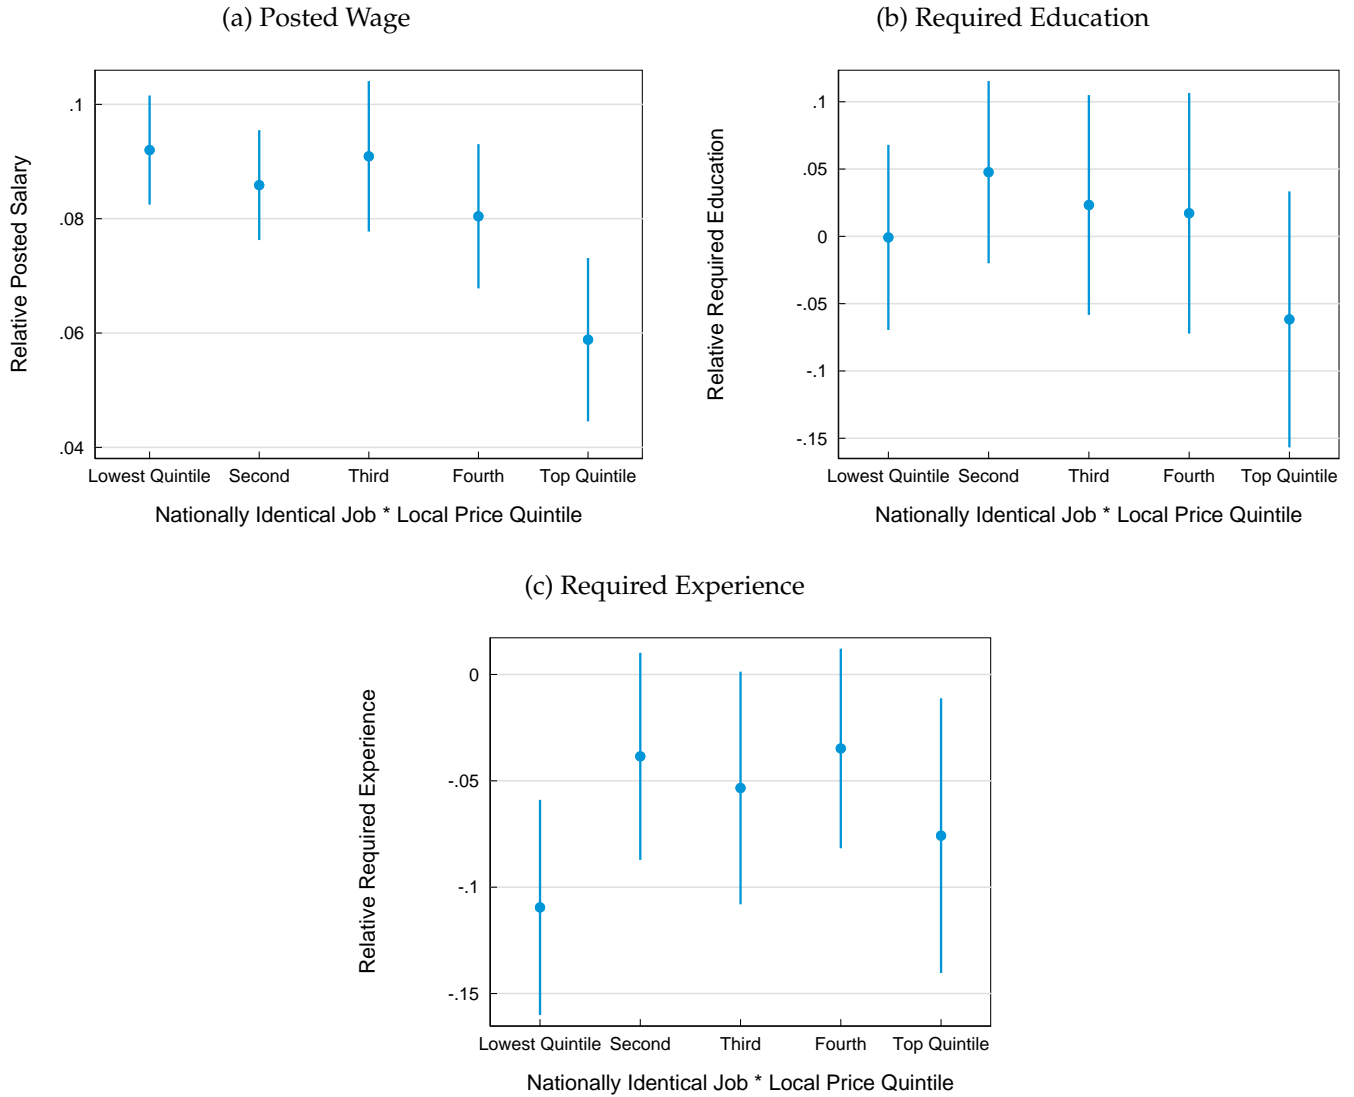 (a) Posted Wage
Relative Posted Salary
.1
.08
.06
.04
Lowest Quintile Second Third Fourth Top Quintile
Nationally Identical Job * Local Price Quintile
(b) Required Education
Relative Required Education
.1
.05
0
-.05
-.1
-.15
Lowest Quintile Second Third Fourth Top Quintile
Nationally Identical Job * Local Price Quintile
(c) Required Experience
Relative Required Experience
0
-.05
-.1
-.15
Lowest Quintile Second Third Fourth Top Quintile
Nationally Identical Job * Local Price Quintile